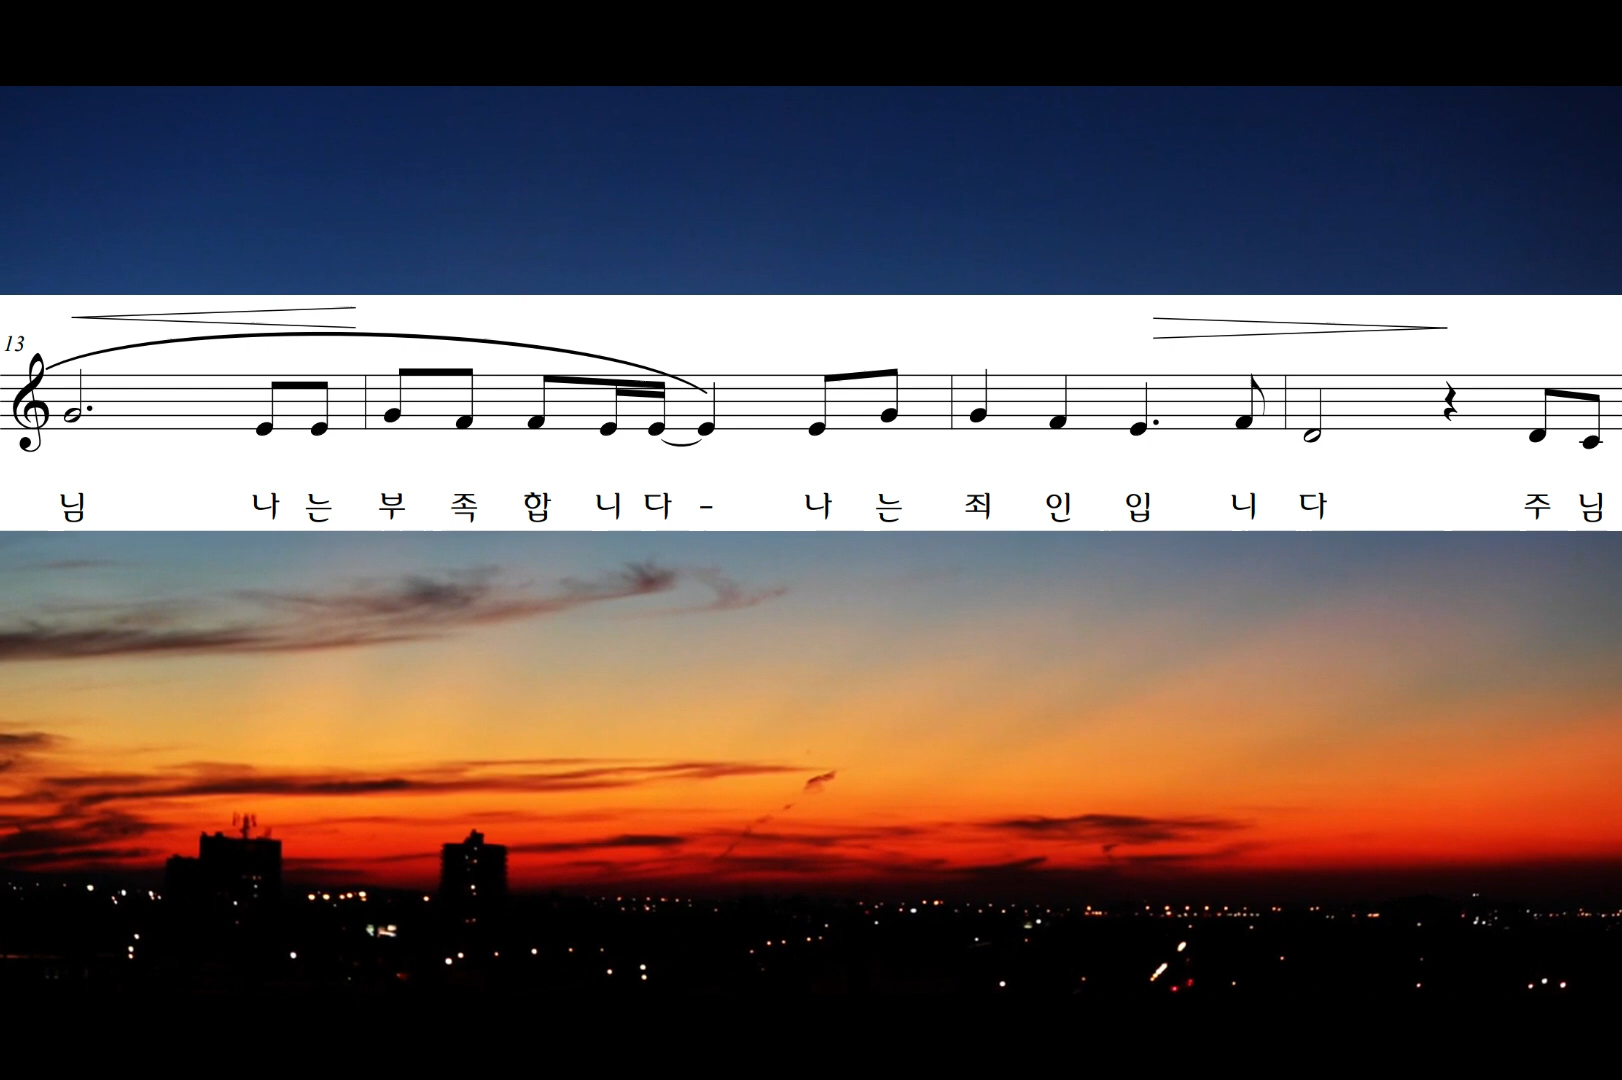 13
님 나 는 부 족 합 니 다 - 나 는 죄 인 입 니 다 주 님